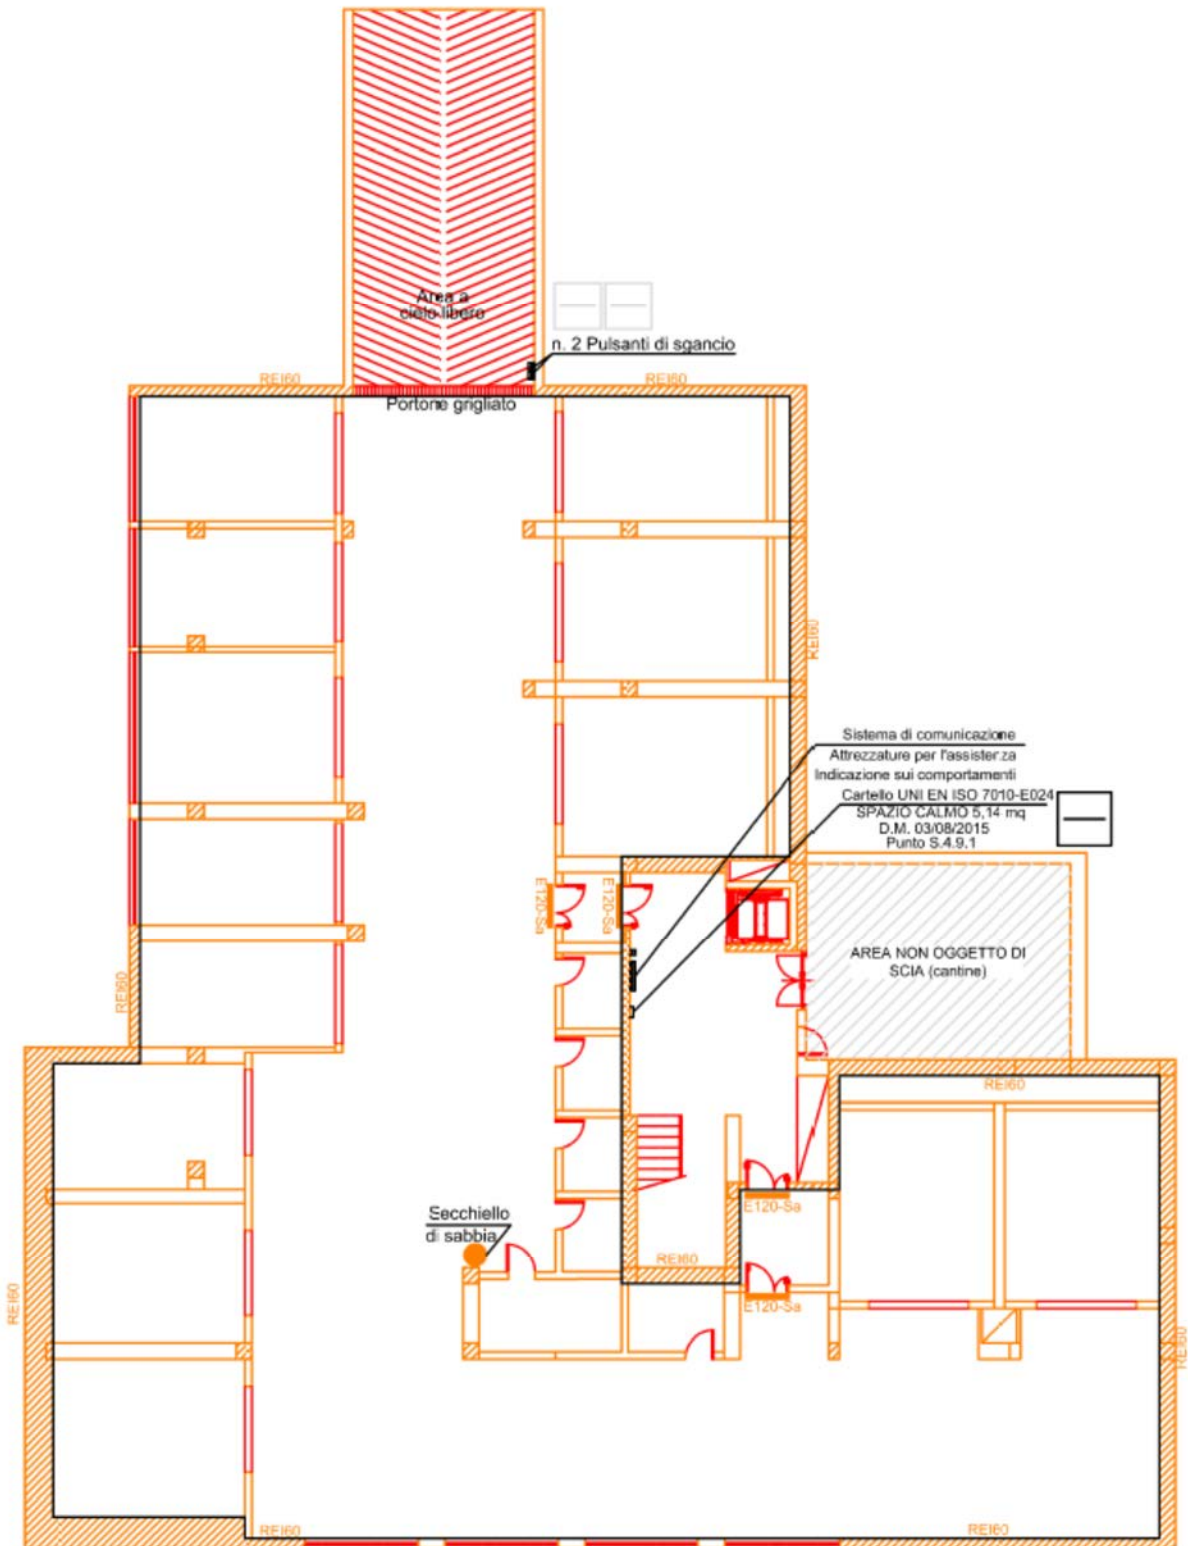 Area a
cielo libero
n. 2 Pulsanti di sgancio
REI60
REI60
Portone grigliato
REI60
Sistema di comunicazione
Attrezzature per l'assistenza
Indicazione sui comportamenti
Cartello UNI EN ISO 7010-E024
SPAZIO CALMO 5,14 mq
D.M. 03/08/2015
Punto S.4.9.1
E120-Sa
E120-Sa
AREA NON OGGETTO DI
SCIA (cantine)
REI60
REI60
Secchiello
di sabbia
E120-Sa
REI60
E120-Sa
REI60
REI60
REI60
REI60